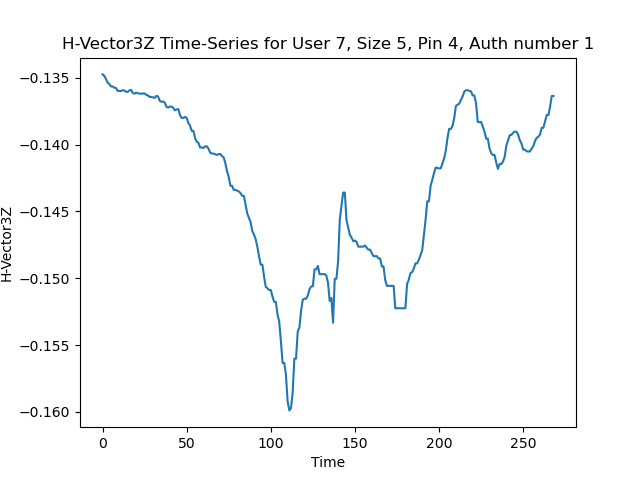 H-Vector3Z Time-Series for User 7, Size 5, Pin 4, Auth number 1
−0.135
−0.140
−0.145
−0.150
−0.155
−0.160
H-Vector3Z
0 50 100 150 200 250
Time